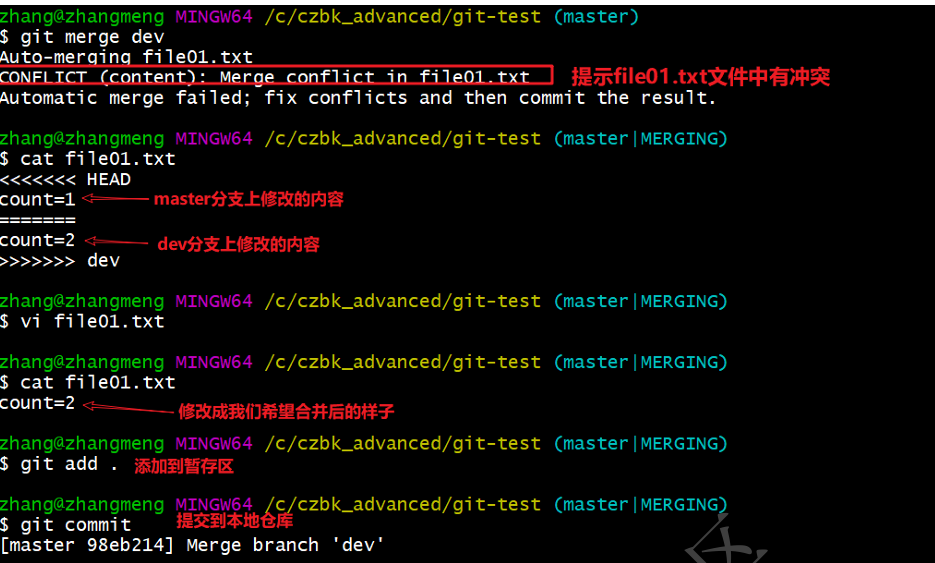 zhang@zhangmeng MINGW64 /c/czbk_advanced/git-test (master)
$ git merge dev
Auto-merging file01.txt
CONFLICT (content): Merge conflict in file01.txt 提示file01.txt文件中有冲突
Automatic merge failed; fix conflicts and then commit the result.
zhang@zhangmeng MINGW64 /c/czbk_advanced/git-test (master|MERGING)
$ cat file01.txt
<<<<<<< HEAD
count=1 master分支上修改的内容
=======
count=2 dev分支上修改的内容
>>>>>>> dev
zhang@zhangmeng MINGW64 /c/czbk_advanced/git-test (master|MERGING)
$ vi file01.txt
zhang@zhangmeng MINGW64 /c/czbk_advanced/git-test (master|MERGING)
$ cat file01.txt
count=2 修改成我们希望合并后的样子
zhang@zhangmeng MINGW64 /c/czbk_advanced/git-test (master|MERGING)
$ git add . 添加到暂存区
zhang@zhangmeng MINGW64 /c/czbk_advanced/git-test (master|MERGING)
$ git commit 提交到本地仓库
[master 98eb214] Merge branch 'dev'